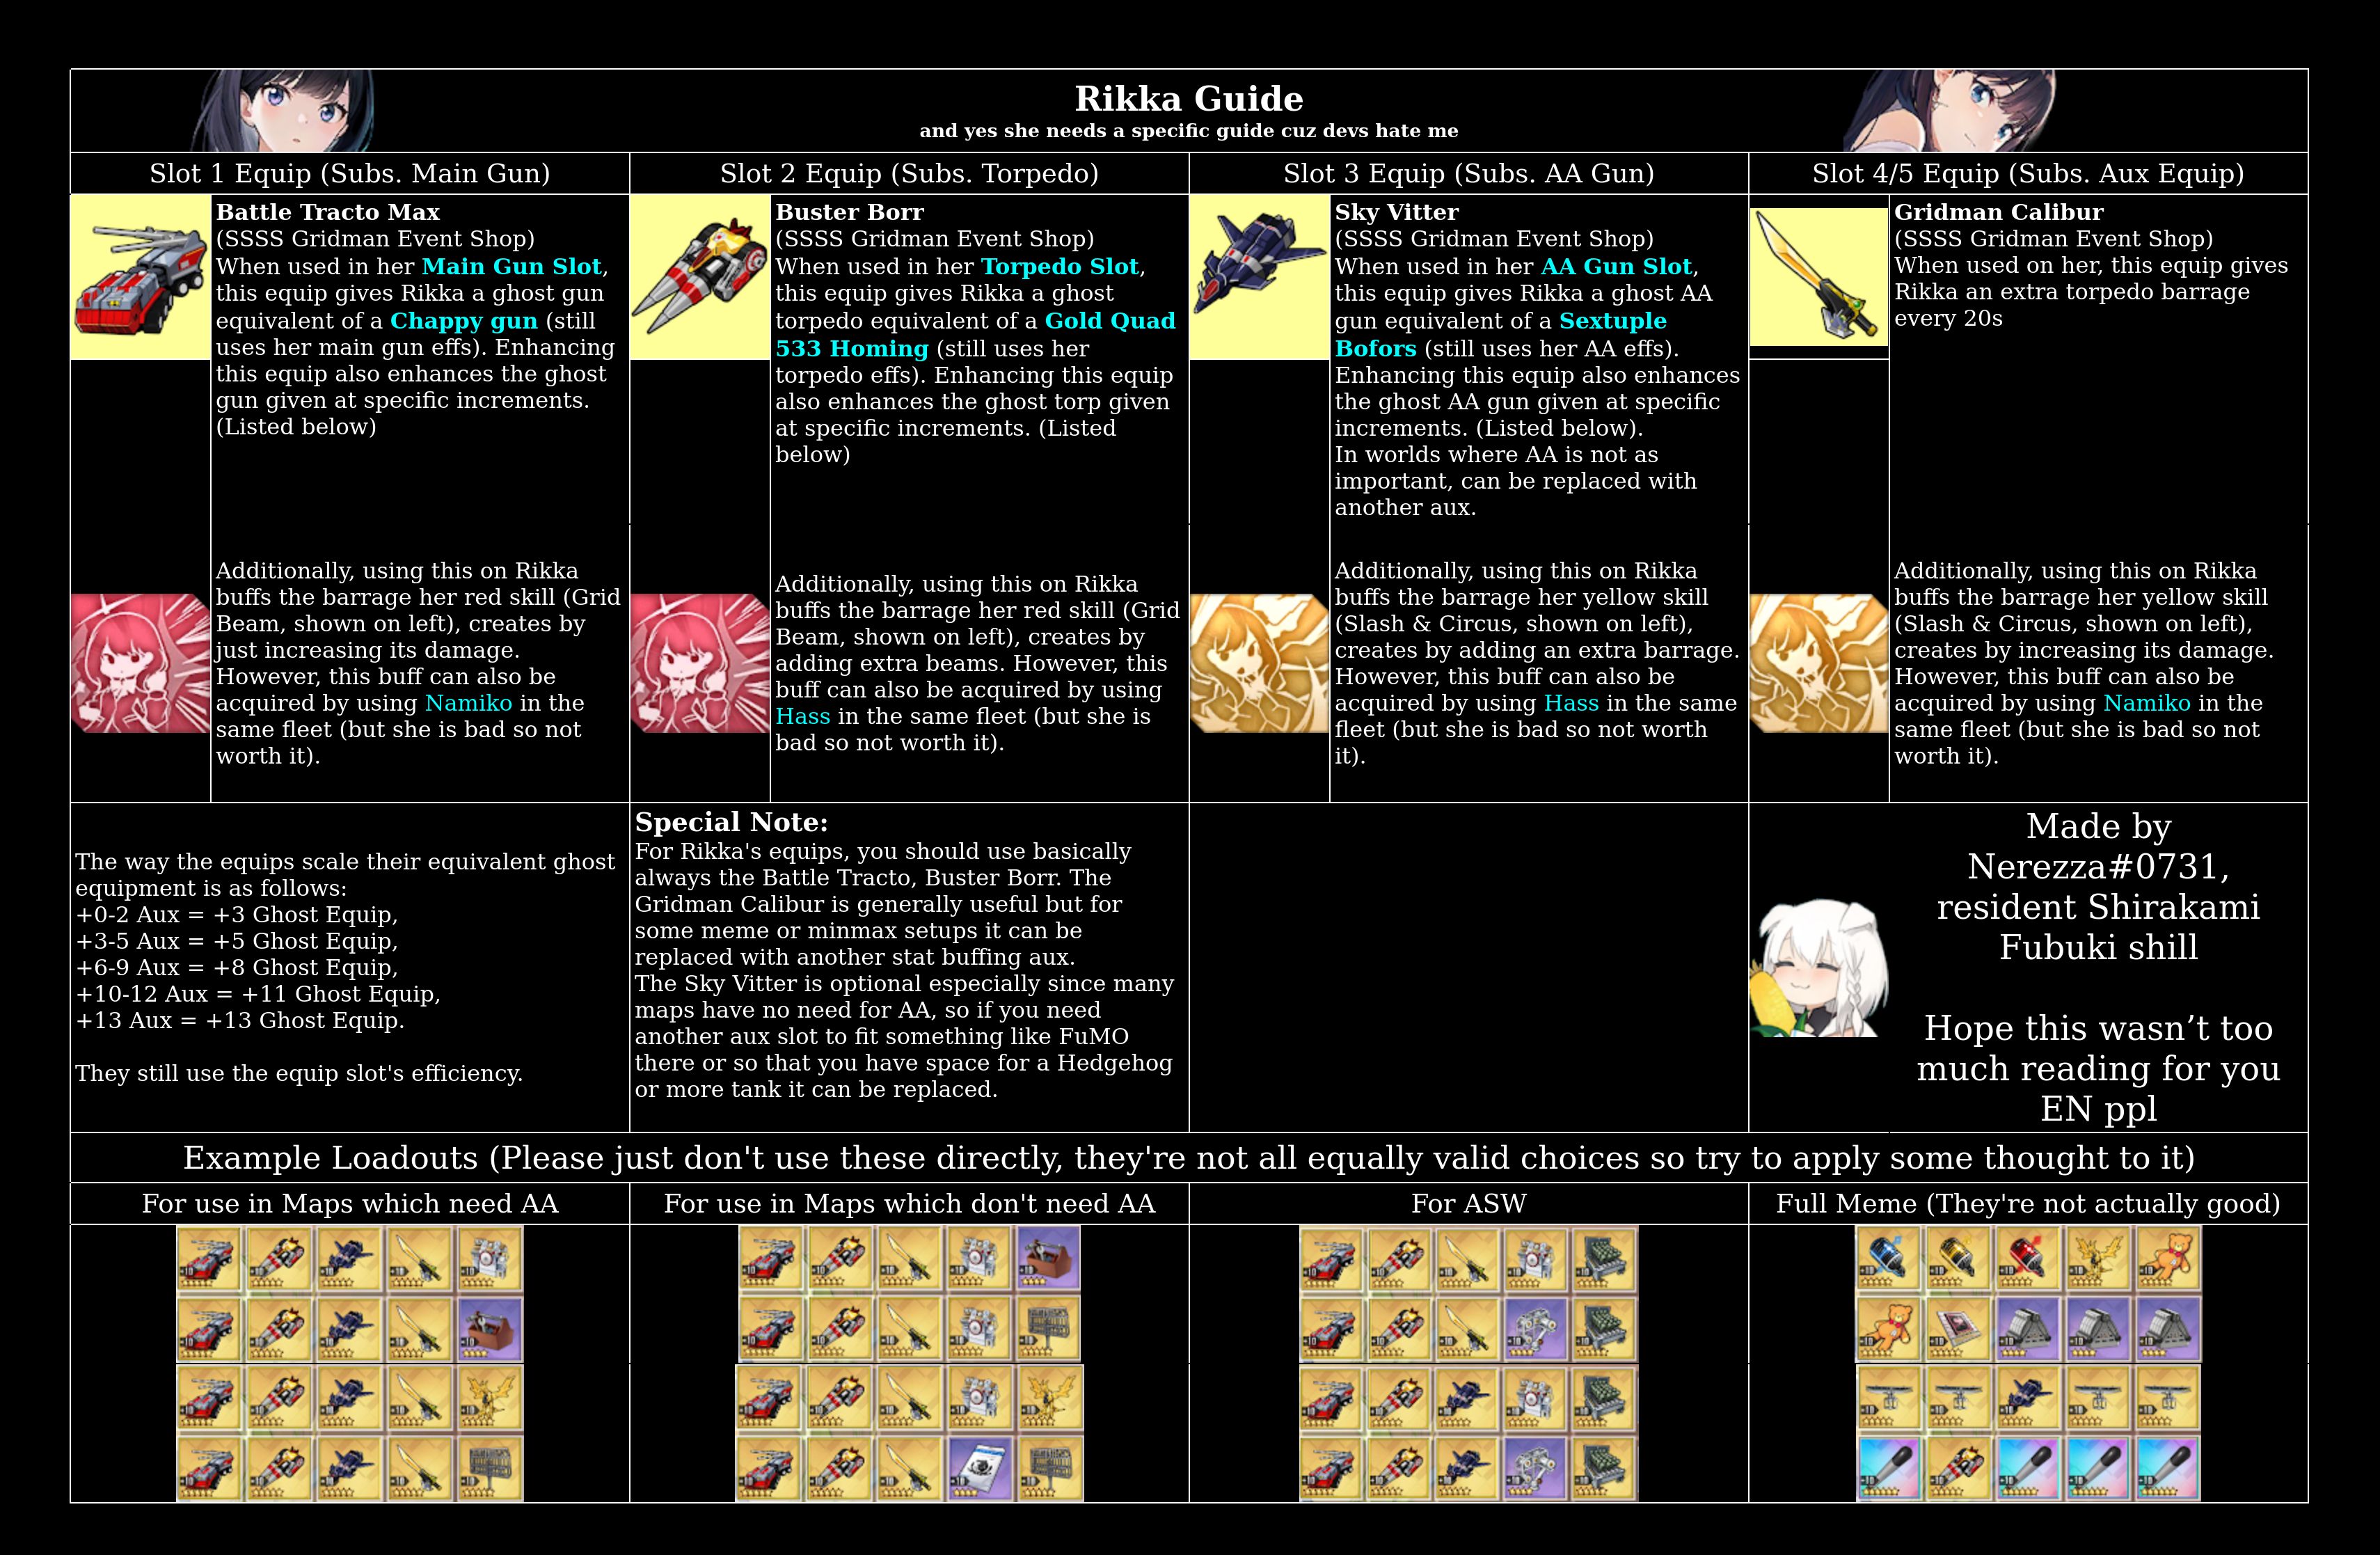 Rikka Guide
and yes she needs a specific guide cuz devs hate me
Slot 1 Equip (Subs. Main Gun)
Slot 2 Equip (Subs. Torpedo)
Slot 3 Equip (Subs. AA Gun)
Slot 4/5 Equip (Subs. Aux Equip)
Battle Tracto Max
(SSSS Gridman Event Shop)
When used in her Main Gun Slot,
this equip gives Rikka a ghost gun
equivalent of a Chappy gun (still
uses her main gun effs). Enhancing
this equip also enhances the ghost
gun given at specific increments.
(Listed below)
Buster Borr
(SSSS Gridman Event Shop)
When used in her Torpedo Slot,
this equip gives Rikka a ghost
torpedo equivalent of a Gold Quad
533 Homing (still uses her
torpedo effs). Enhancing this equip
also enhances the ghost torp given
at specific increments. (Listed
below)
Sky Vitter
(SSSS Gridman Event Shop)
When used in her AA Gun Slot,
this equip gives Rikka a ghost AA
gun equivalent of a Sextuple
Bofors (still uses her AA effs).
Enhancing this equip also enhances
the ghost AA gun given at specific
increments. (Listed below).
In worlds where AA is not as
important, can be replaced with
another aux.
Gridman Calibur
(SSSS Gridman Event Shop)
When used on her, this equip gives
Rikka an extra torpedo barrage
every 20s
Additionally, using this on Rikka
buffs the barrage her red skill (Grid
Beam, shown on left), creates by
just increasing its damage.
However, this buff can also be
acquired by using Namiko in the
same fleet (but she is bad so not
worth it).
Additionally, using this on Rikka
buffs the barrage her red skill (Grid
Beam, shown on left), creates by
adding extra beams. However, this
buff can also be acquired by using
Hass in the same fleet (but she is
bad so not worth it).
Additionally, using this on Rikka
buffs the barrage her yellow skill
(Slash & Circus, shown on left),
creates by adding an extra barrage.
However, this buff can also be
acquired by using Hass in the same
fleet (but she is bad so not worth
it).
Additionally, using this on Rikka
buffs the barrage her yellow skill
(Slash & Circus, shown on left),
creates by increasing its damage.
However, this buff can also be
acquired by using Namiko in the
same fleet (but she is bad so not
worth it).
The way the equips scale their equivalent ghost
equipment is as follows:
+0-2 Aux = +3 Ghost Equip,
+3-5 Aux = +5 Ghost Equip,
+6-9 Aux = +8 Ghost Equip,
+10-12 Aux = +11 Ghost Equip,
+13 Aux = +13 Ghost Equip.
They still use the equip slot's efficiency.
Special Note:
For Rikka's equips, you should use basically
always the Battle Tracto, Buster Borr. The
Gridman Calibur is generally useful but for
some meme or minmax setups it can be
replaced with another stat buffing aux.
The Sky Vitter is optional especially since many
maps have no need for AA, so if you need
another aux slot to fit something like FuMO
there or so that you have space for a Hedgehog
or more tank it can be replaced.
Made by
Nerezza#0731,
resident Shirakami
Fubuki shill
Hope this wasn’t too
much reading for you
EN ppl
Example Loadouts (Please just don't use these directly, they're not all equally valid choices so try to apply some thought to it)
For use in Maps which need AA
For use in Maps which don't need AA
For ASW
Full Meme (They're not actually good)